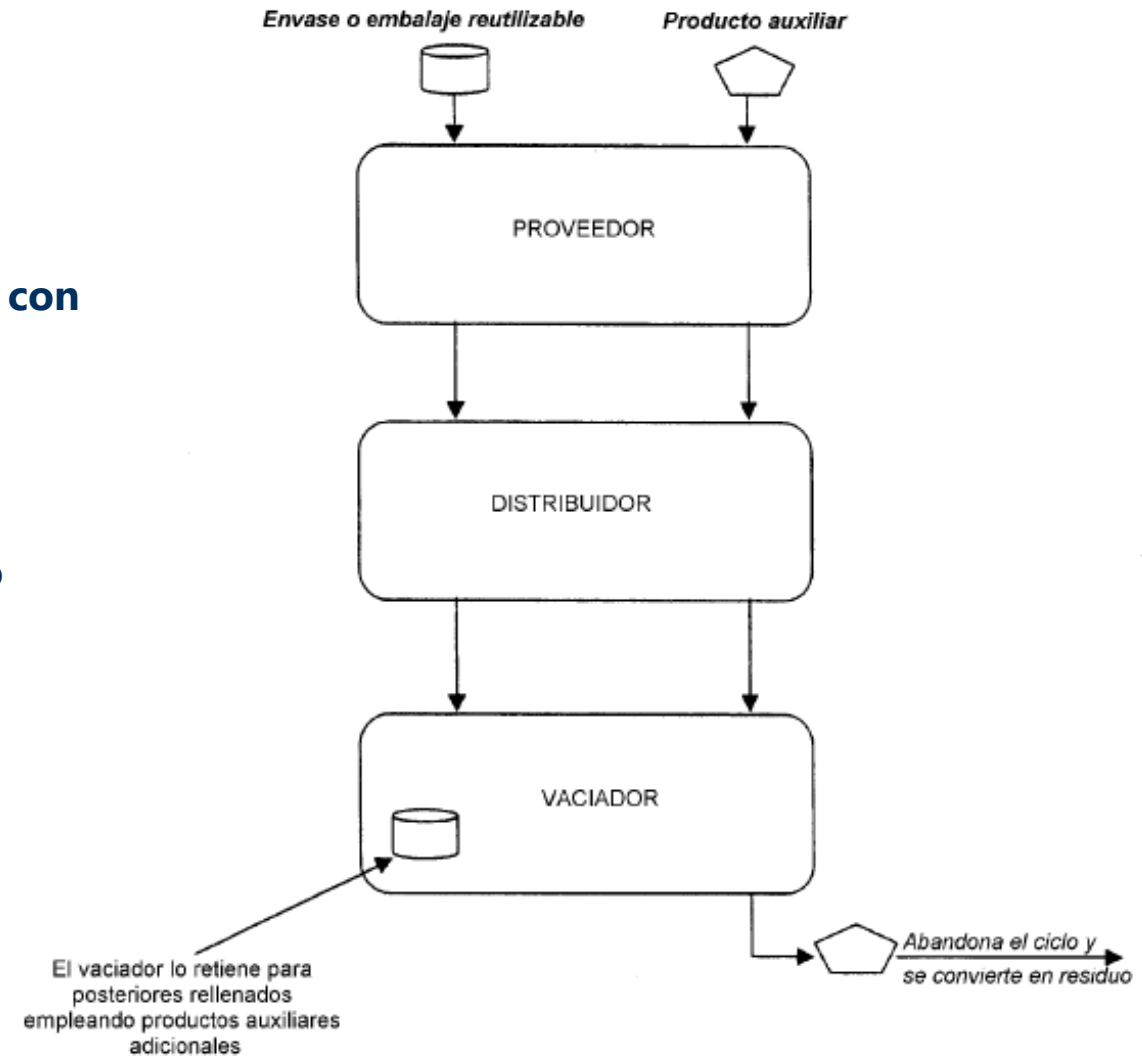 Envase o embalaje reutilizable
Producto auxiliar
PROVEEDOR
con
DISTRIBUIDOR
VACIADOR
El vaciador lo retiene para
posteriores rellenados
empleando productos auxiliares
adicionales
Abandona el ciclo y
se convierte en residuo